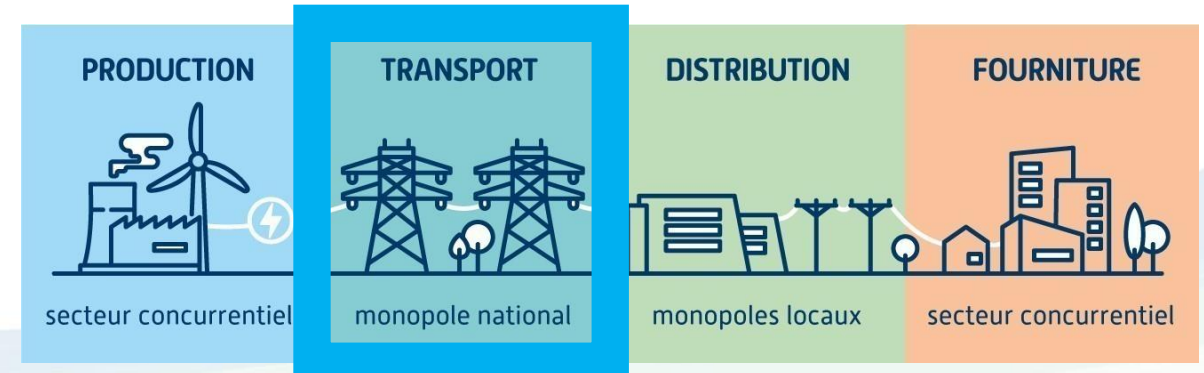 PRODUCTION
secteur concurrentiel
TRANSPORT
monopole national
DISTRIBUTION
monopoles locaux
FOURNITURE
secteur concurrentiel